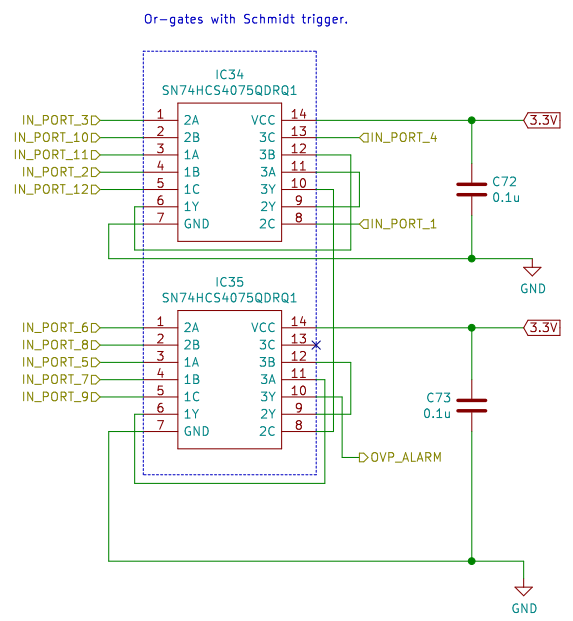 Or-gates with Schmidt trigger.
IC34
SN74HCS4075QDRQ1
IN_PORT_3 1 2A VCC 14 3.3V
IN_PORT_10 2 2B 3C 13 IN_PORT_4
IN_PORT_11 3 1A 3B 12
IN_PORT_2 4 1B 3A 11
IN_PORT_12 5 1C 3Y 10
6 1Y 2Y 9
7 GND 2C 8 IN_PORT_1
C72
0.1u
GND
IC35
SN74HCS4075QDRQ1
IN_PORT_6 1 2A VCC 14 3.3V
IN_PORT_8 2 2B 3C 13
IN_PORT_5 3 1A 3B 12
IN_PORT_7 4 1B 3A 11
IN_PORT_9 5 1C 3Y 10
6 1Y 2Y 9
7 GND 2C 8
C73
0.1u
OVP_ALARM
GND